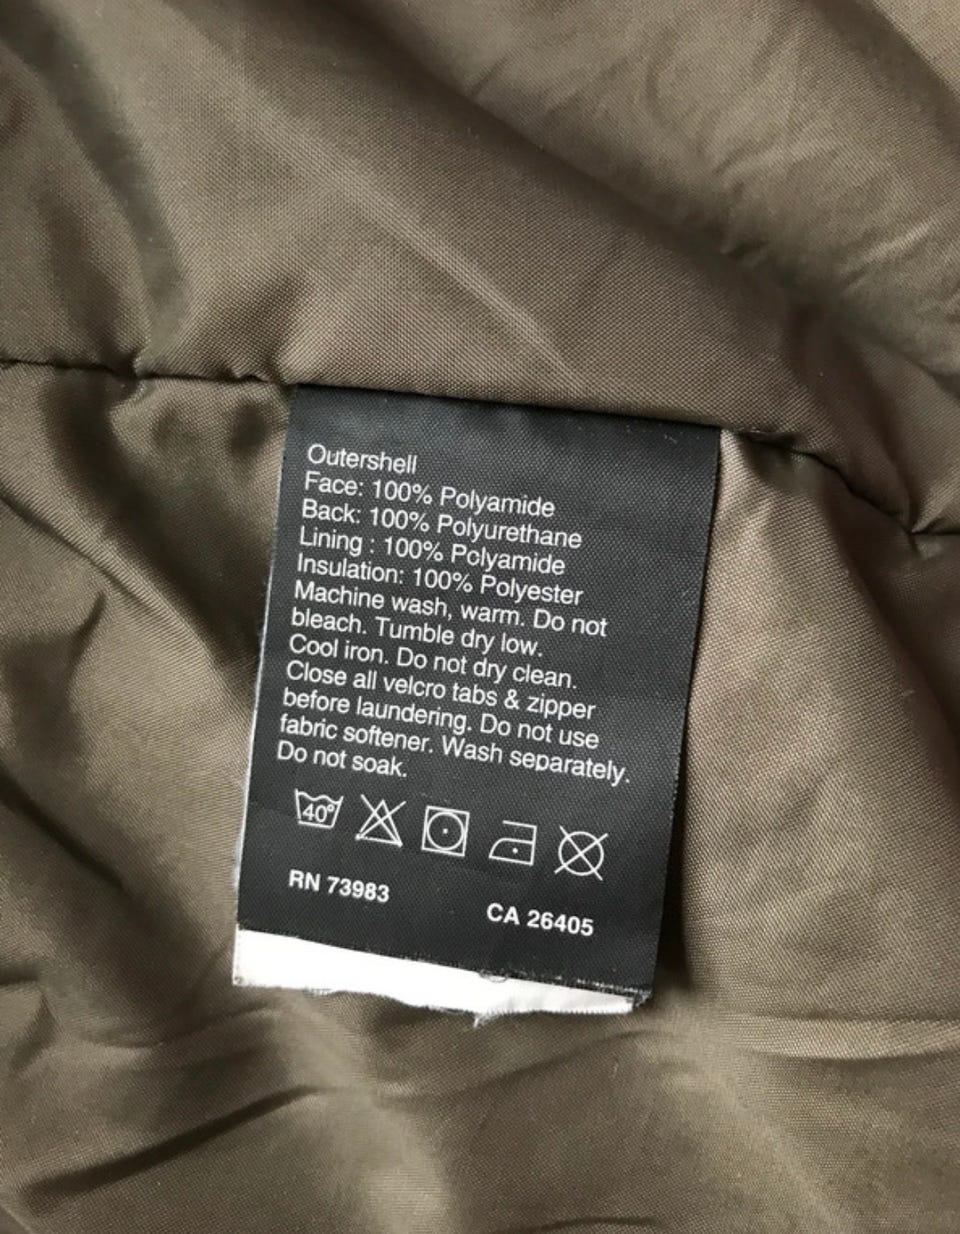 Outershell
Face: 100% Polyamide
Back: 100% Polyurethane
Lining : 100% Polyamide
Insulation: 100% Polyester
Machine wash, warm. Do not
bleach. Tumble dry low.
Cool iron. Do not dry clean.
Close all velcro tabs & zipper
before laundering. Do not use
fabric softener. Wash separately.
Do not soak.
40°
RN 73983
CA 26405